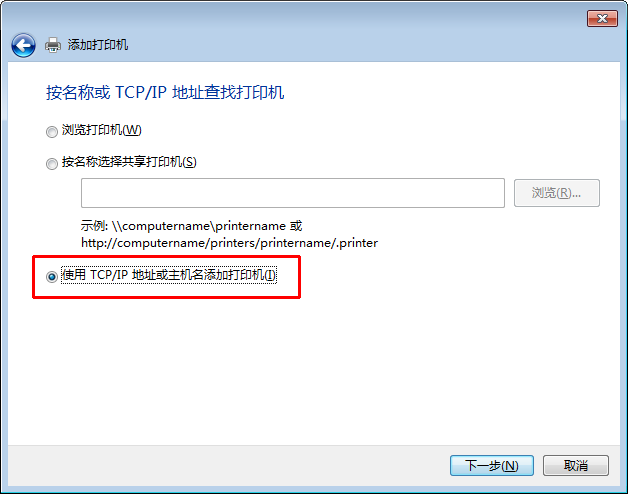 添加打印机
按名称或 TCP/IP 地址查找打印机
浏览打印机(W)
按名称选择共享打印机(S)
浏览(R)...
示例: \\computername\printername 或
http://computername/printers/printername/.printer
使用 TCP/IP 地址或主机名添加打印机(I)
下一步(N)
取消